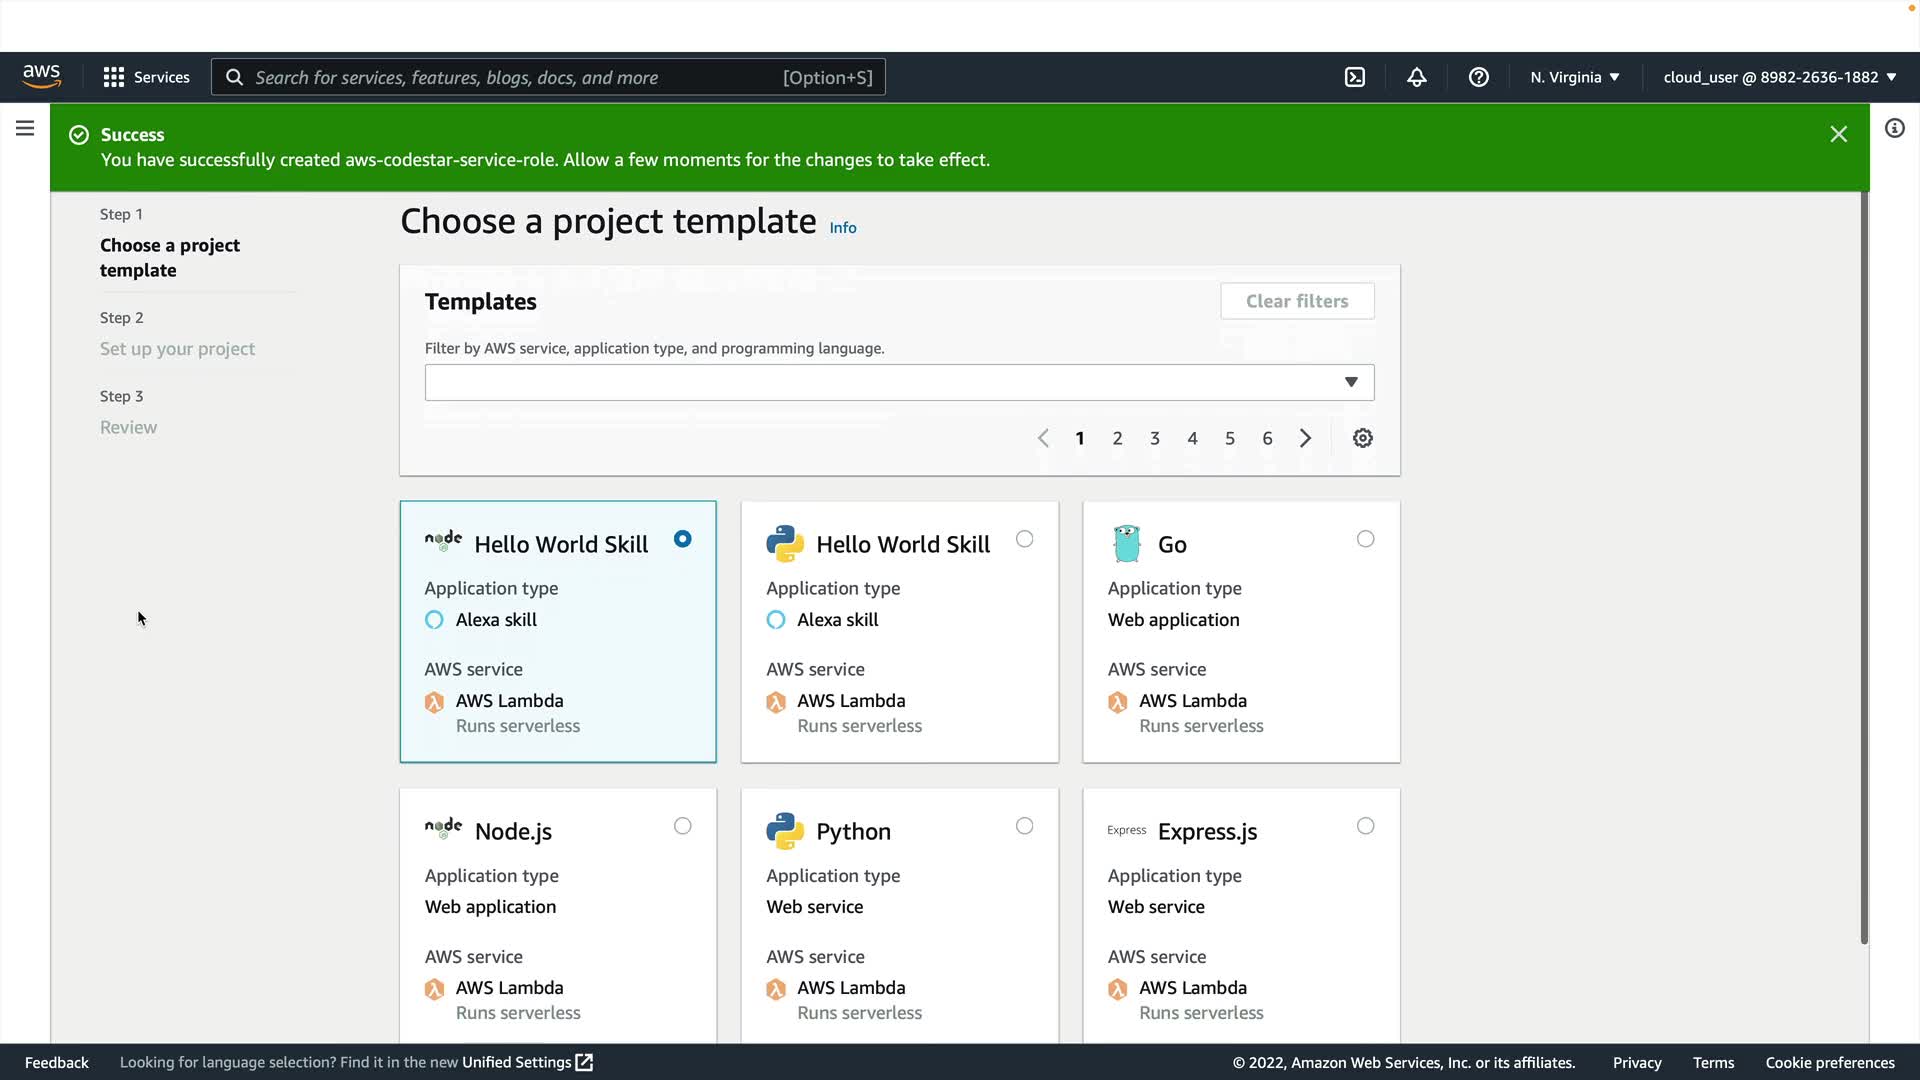 aws
Services
Search for services, features, blogs, docs, and more
[Option+S]
N. Virginia
cloud_user @ 8982-2636-1882
Success
You have successfully created aws-codestar-service-role. Allow a few moments for the changes to take effect.
Step 1
Choose a project
template
Step 2
Set up your project
Step 3
Review
Choose a project template Info
Templates
Clear filters
Filter by AWS service, application type, and programming language.
1 2 3 4 5 6
node Hello World Skill
Application type
Alexa skill
AWS service
AWS Lambda
Runs serverless
Hello World Skill
Application type
Alexa skill
AWS service
AWS Lambda
Runs serverless
Go
Application type
Web application
AWS service
AWS Lambda
Runs serverless
node Node.js
Application type
Web application
AWS service
AWS Lambda
Runs serverless
Python
Application type
Web service
AWS service
AWS Lambda
Runs serverless
Express Express.js
Application type
Web service
AWS service
AWS Lambda
Runs serverless
Feedback
Looking for language selection? Find it in the new Unified Settings
© 2022, Amazon Web Services, Inc. or its affiliates.
Privacy
Terms
Cookie preferences